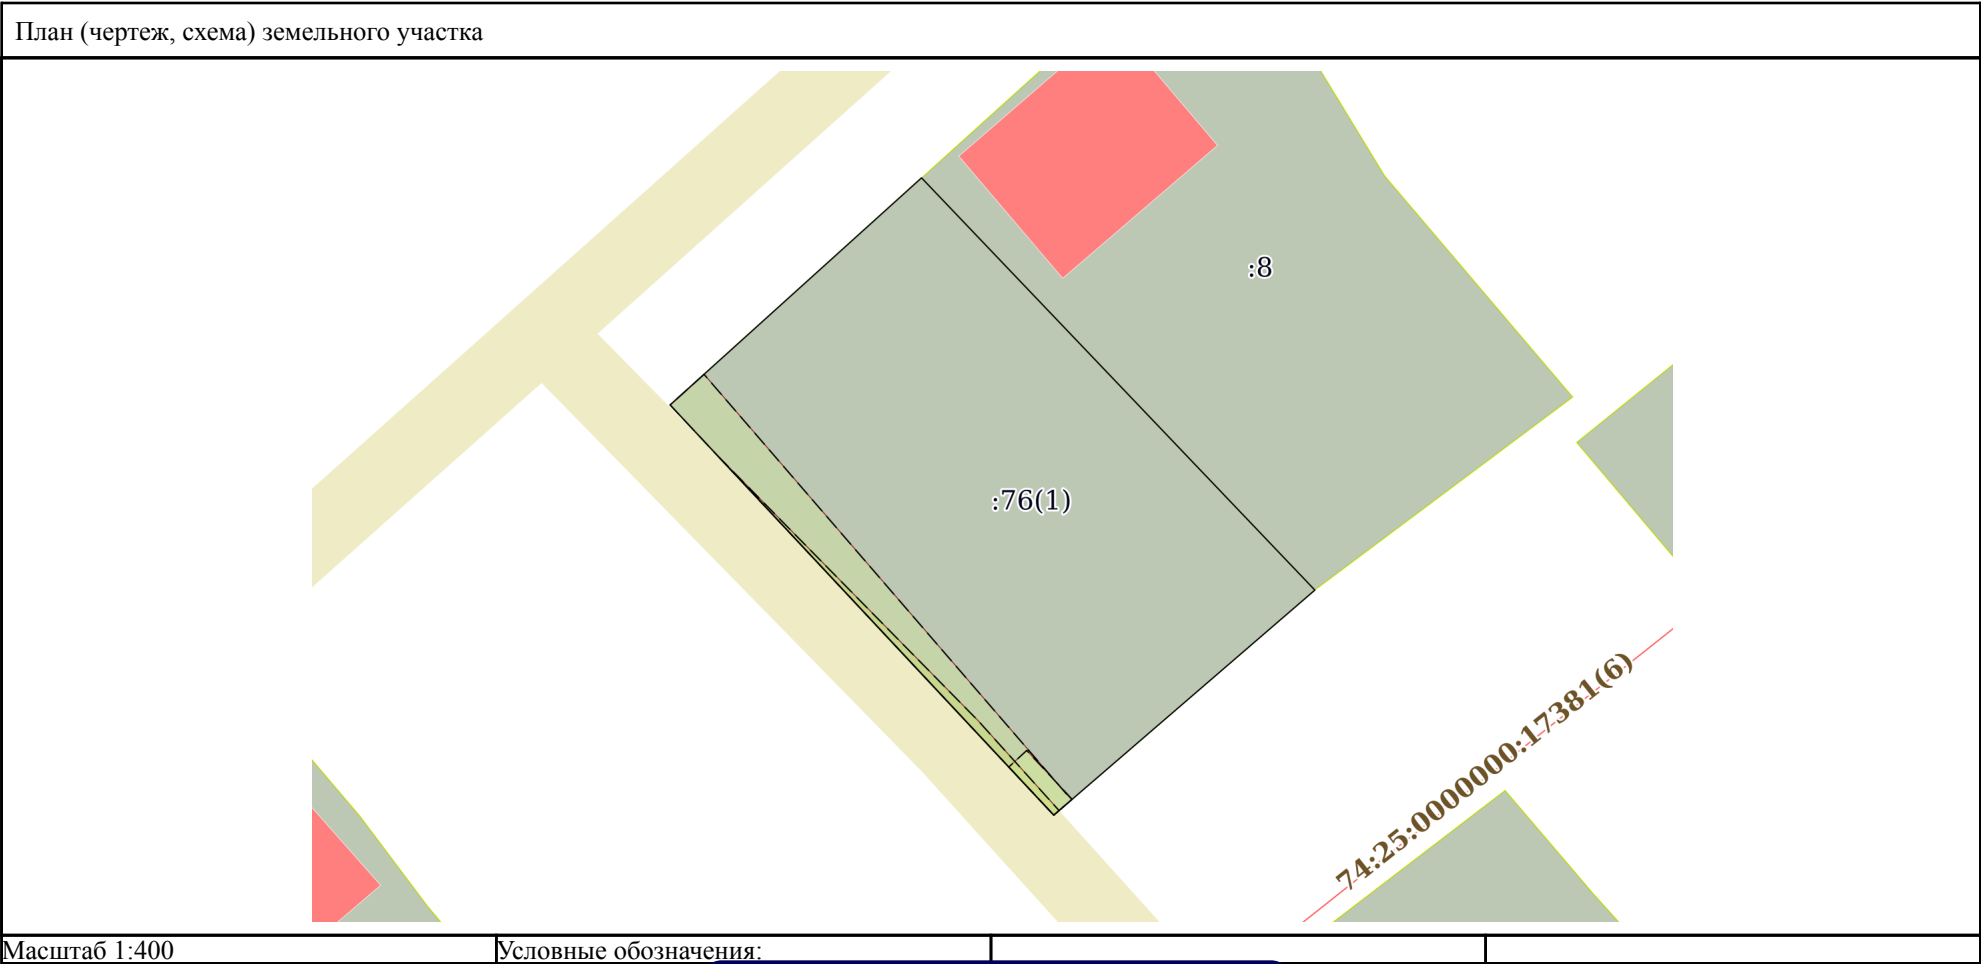 План (чертеж, схема) земельного участка
:8
:76(1)
74:25:0000000:17381(6)
Масштаб 1:400
Условные обозначения: